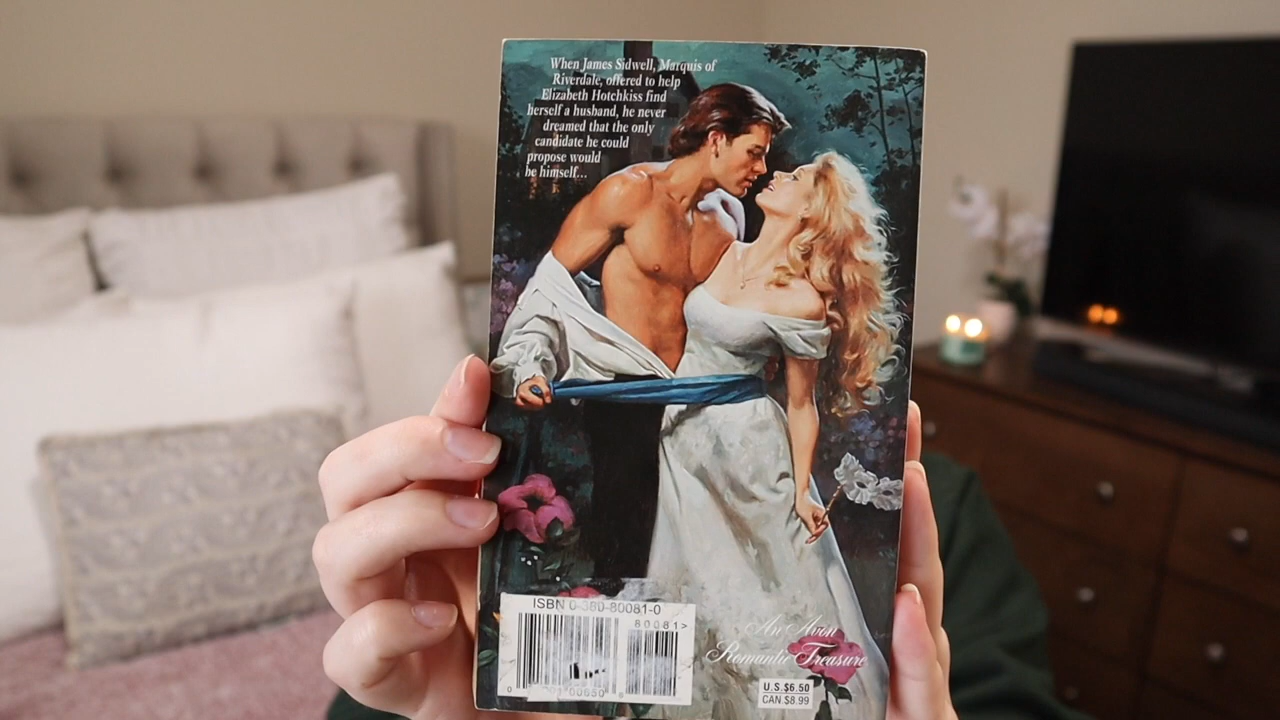 When James Sidwell, Marquis of
Riverdale, offered to help
Elizabeth Hotchkiss find
herself a husband, he never
dreamed that the only
candidate he could
propose would
be himself...
ISBN 0-380-80081-0
80081>
An Avon
Romantic Treasure
U.S.$6.50
CAN.$8.99